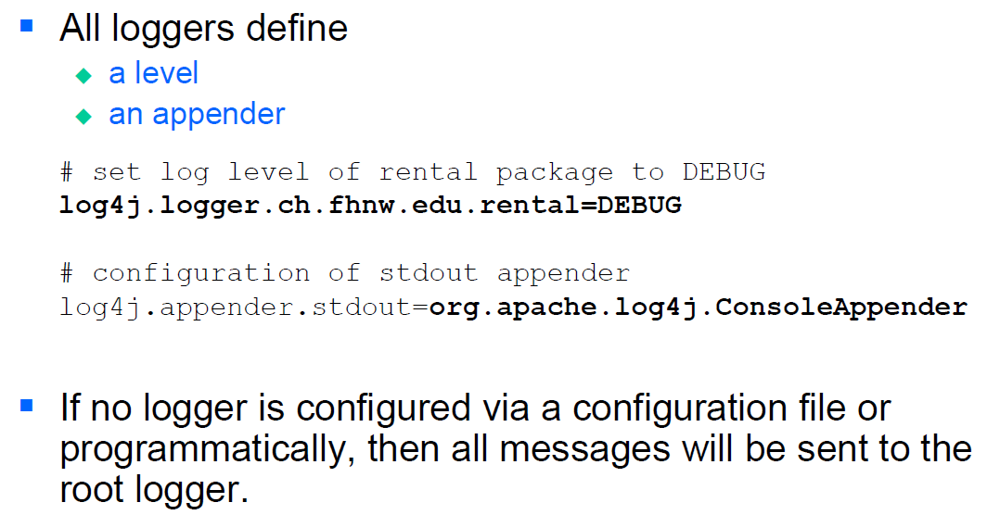 All loggers define
a level
an appender
# set log level of rental package to DEBUG
log4j.logger.ch.fhnw.edu.rental=DEBUG
# configuration of stdout appender
log4j.appender.stdout=org.apache.log4j.ConsoleAppender
If no logger is configured via a configuration file or
programmatically, then all messages will be sent to the
root logger.